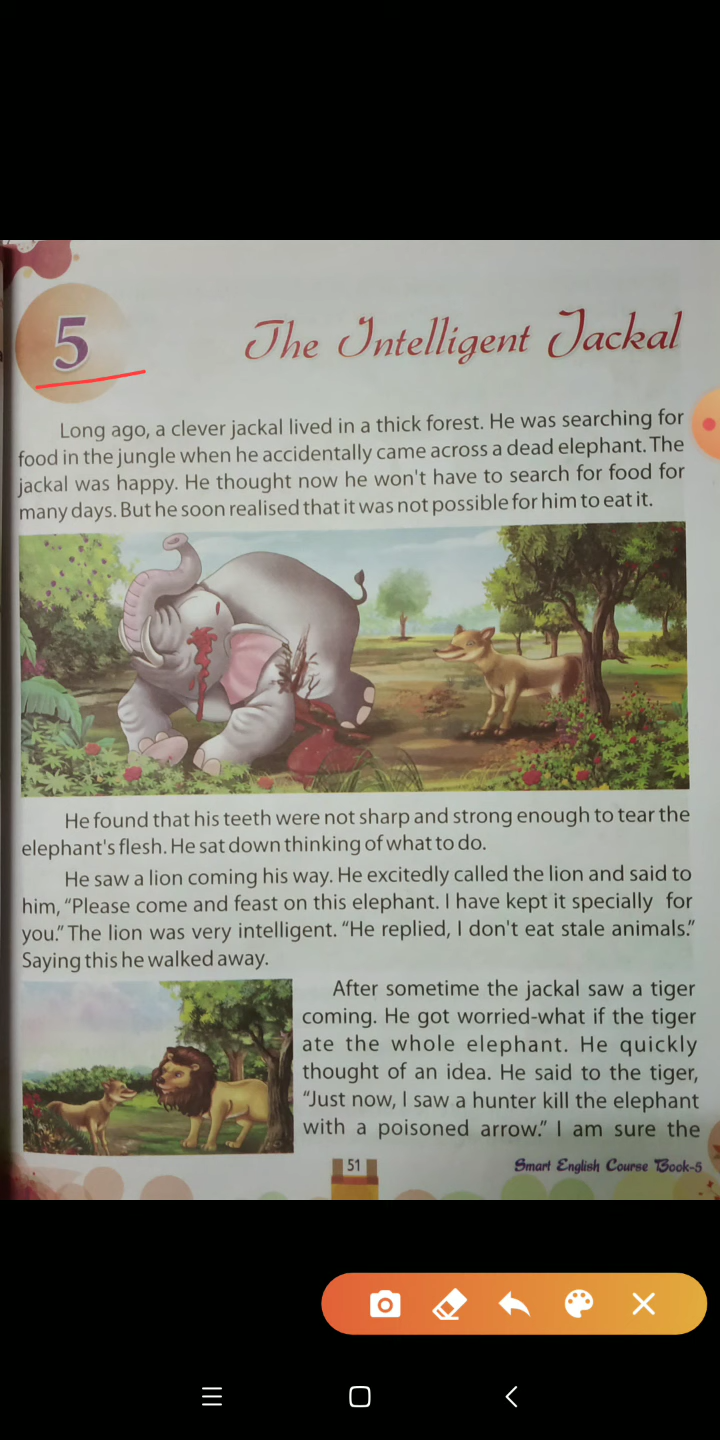 5
The Intelligent Jackal
Long ago, a clever jackal lived in a thick forest. He was searching for
food in the jungle when he accidentally came across a dead elephant. The
jackal was happy. He thought now he won't have to search for food for
many days. But he soon realised that it was not possible for him to eat it.
He found that his teeth were not sharp and strong enough to tear the
elephant's flesh. He sat down thinking of what to do.
He saw a lion coming his way. He excitedly called the lion and said to
him, “Please come and feast on this elephant. I have kept it specially for
you.” The lion was very intelligent. “He replied, I don't eat stale animals.”
Saying this he walked away.
After sometime the jackal saw a tiger
coming. He got worried-what if the tiger
ate the whole elephant. He quickly
thought of an idea. He said to the tiger,
“Just now, I saw a hunter kill the elephant
with a poisoned arrow.” I am sure the
51
Smart English Course Book-5